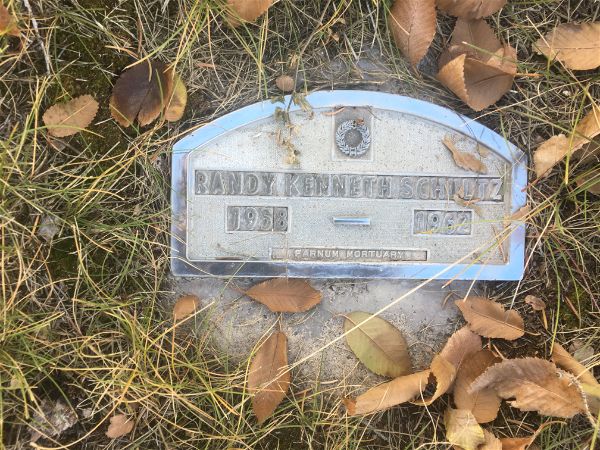 RANDY KENNETH SCHULTZ
1958 – 1962
FARNUM MORTUARY